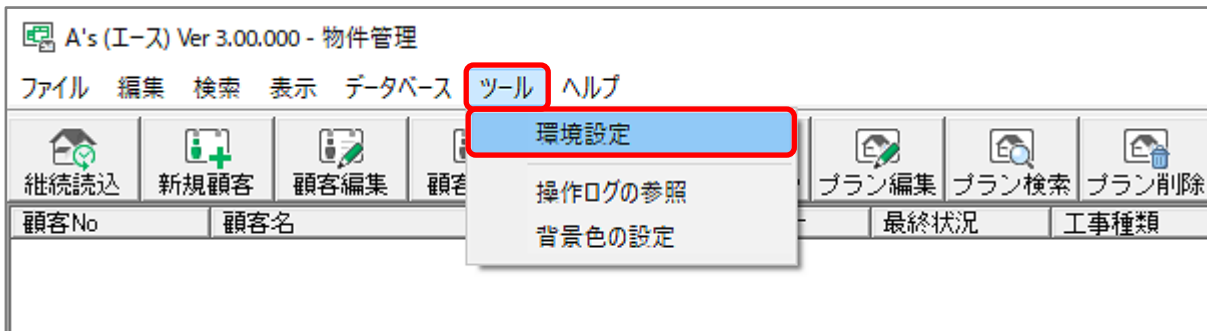 A's (エース) Ver 3.00.000 - 物件管理
ファイル 編集 検索 表示 データベース ツール ヘルプ
環境設定
操作ログの参照
背景色の設定
継続読込 新規顧客 顧客編集 顧客 プラン編集 プラン検索 プラン削除
顧客No 顧客名 最終状況 工事種類